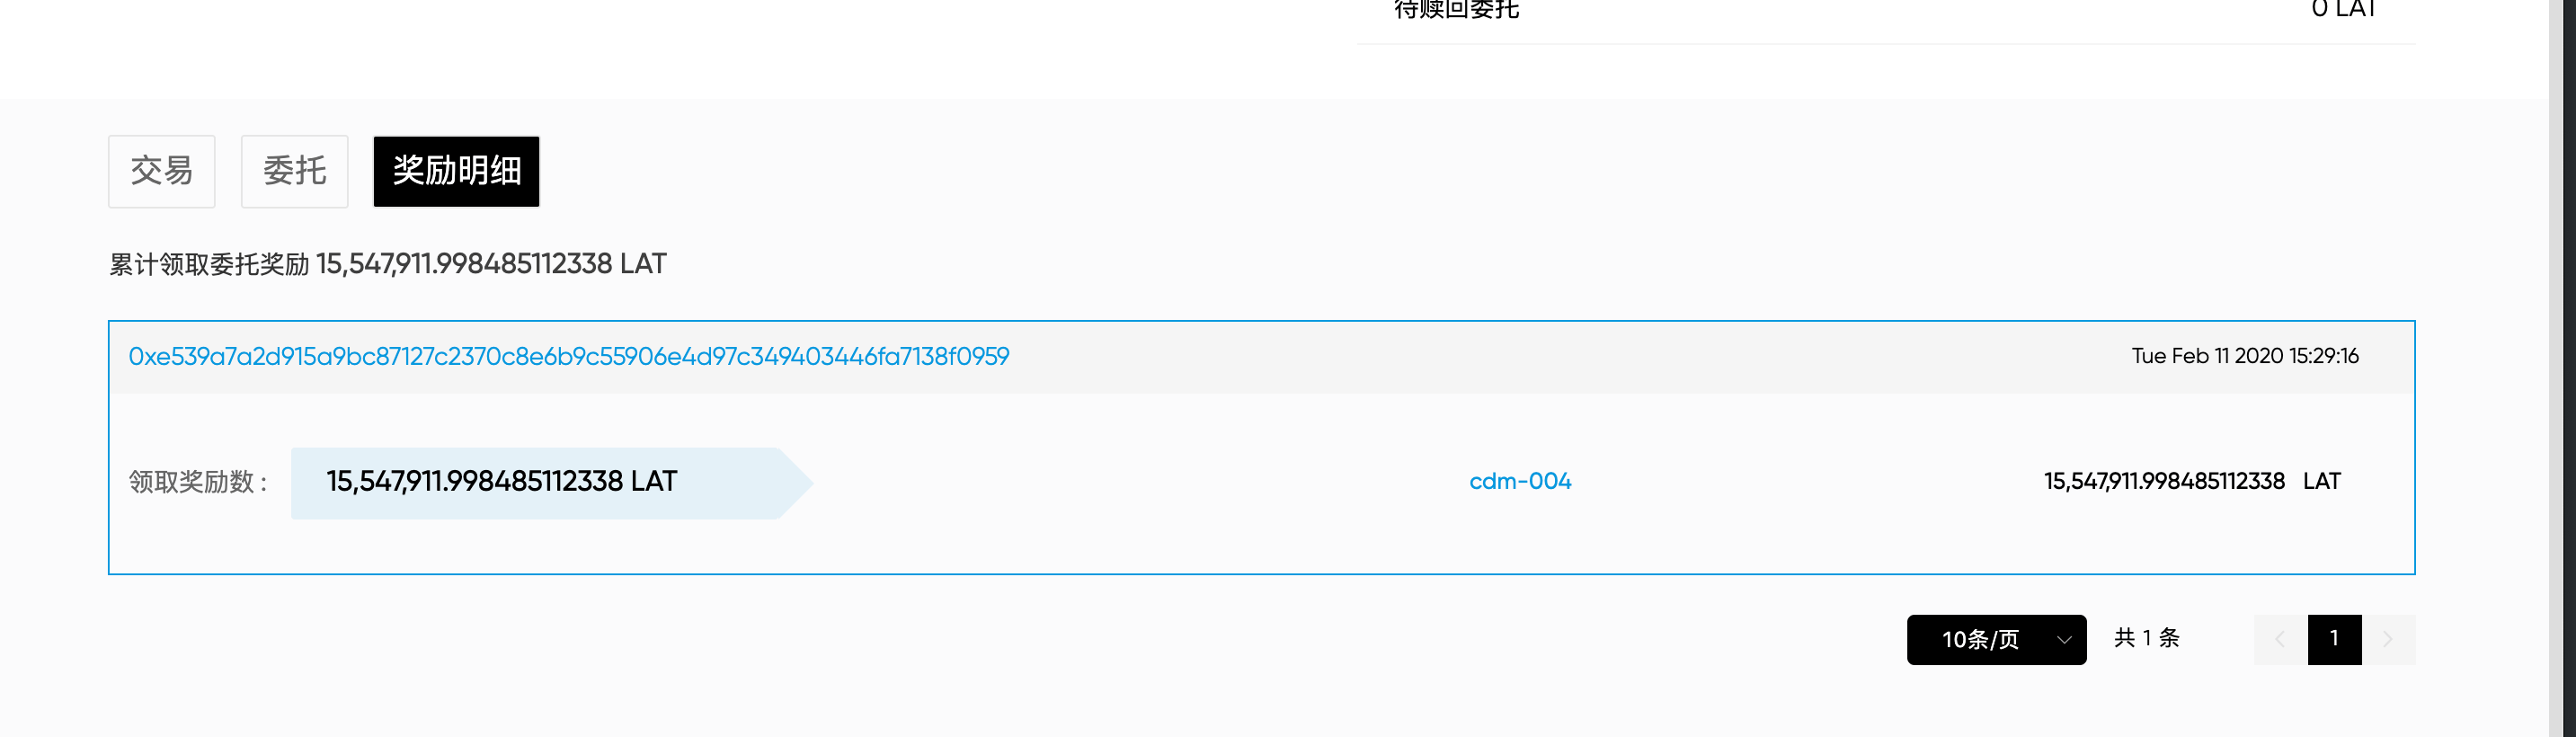 待赎回委托 0 LAT
交易 委托 奖励明细
累计领取委托奖励 15,547,911.998485112338 LAT
0xe539a7a2d915a9bc87127c2370c8e6b9c55906e4d97c349403446fa7138f0959 Tue Feb 11 2020 15:29:16
领取奖励数 : 15,547,911.998485112338 LAT cdm-004 15,547,911.998485112338 LAT
10条/页 共 1 条 1